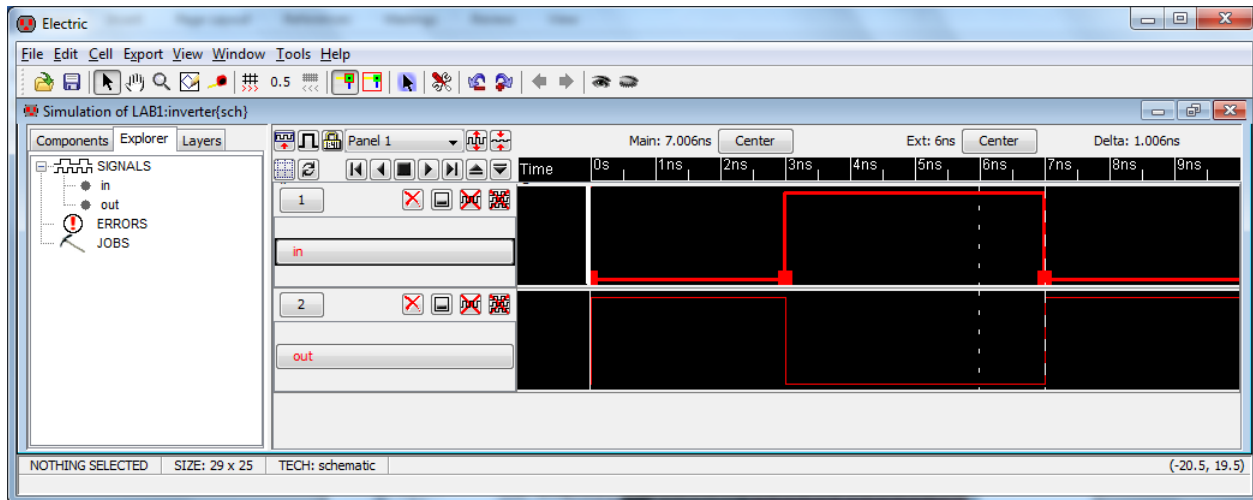 Electric
File Edit Cell Export View Window Tools Help
0.5
Simulation of LAB1:inverter{sch}
Components Explorer Layers
SIGNALS
in
out
ERRORS
JOBS
Panel 1 Main: 7.006ns Center Ext: 6ns Center Delta: 1.006ns
Time 0s 1ns 2ns 3ns 4ns 5ns 6ns 7ns 8ns 9ns
1
in
2
out
NOTHING SELECTED SIZE: 29 x 25 TECH: schematic (-20.5, 19.5)